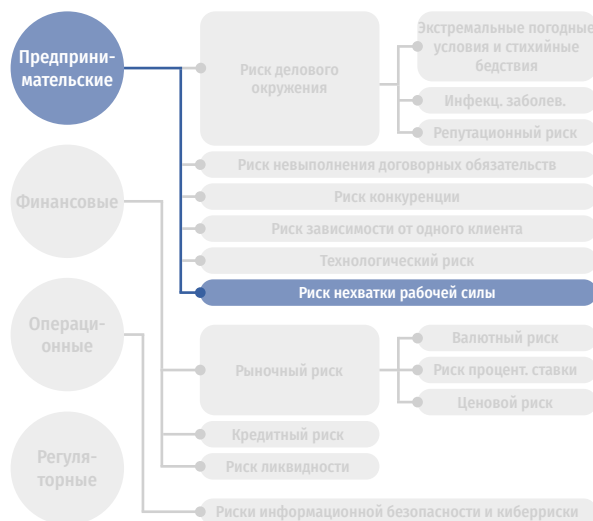 Предприни-
мательские
Риск делового
окружения
Экстремальные погодные
условия и стихийные
бедствия
Инфекц. заболев.
Репутационный риск
Риск невыполнения договорных обязательств
Риск конкуренции
Риск зависимости от одного клиента
Технологический риск
Риск нехватки рабочей силы
Финансовые
Рыночный риск
Валютный риск
Риск процент. ставки
Ценовой риск
Кредитный риск
Риск ликвидности
Операци-
онные
Риски информационной безопасности и киберриски
Регуля-
торные